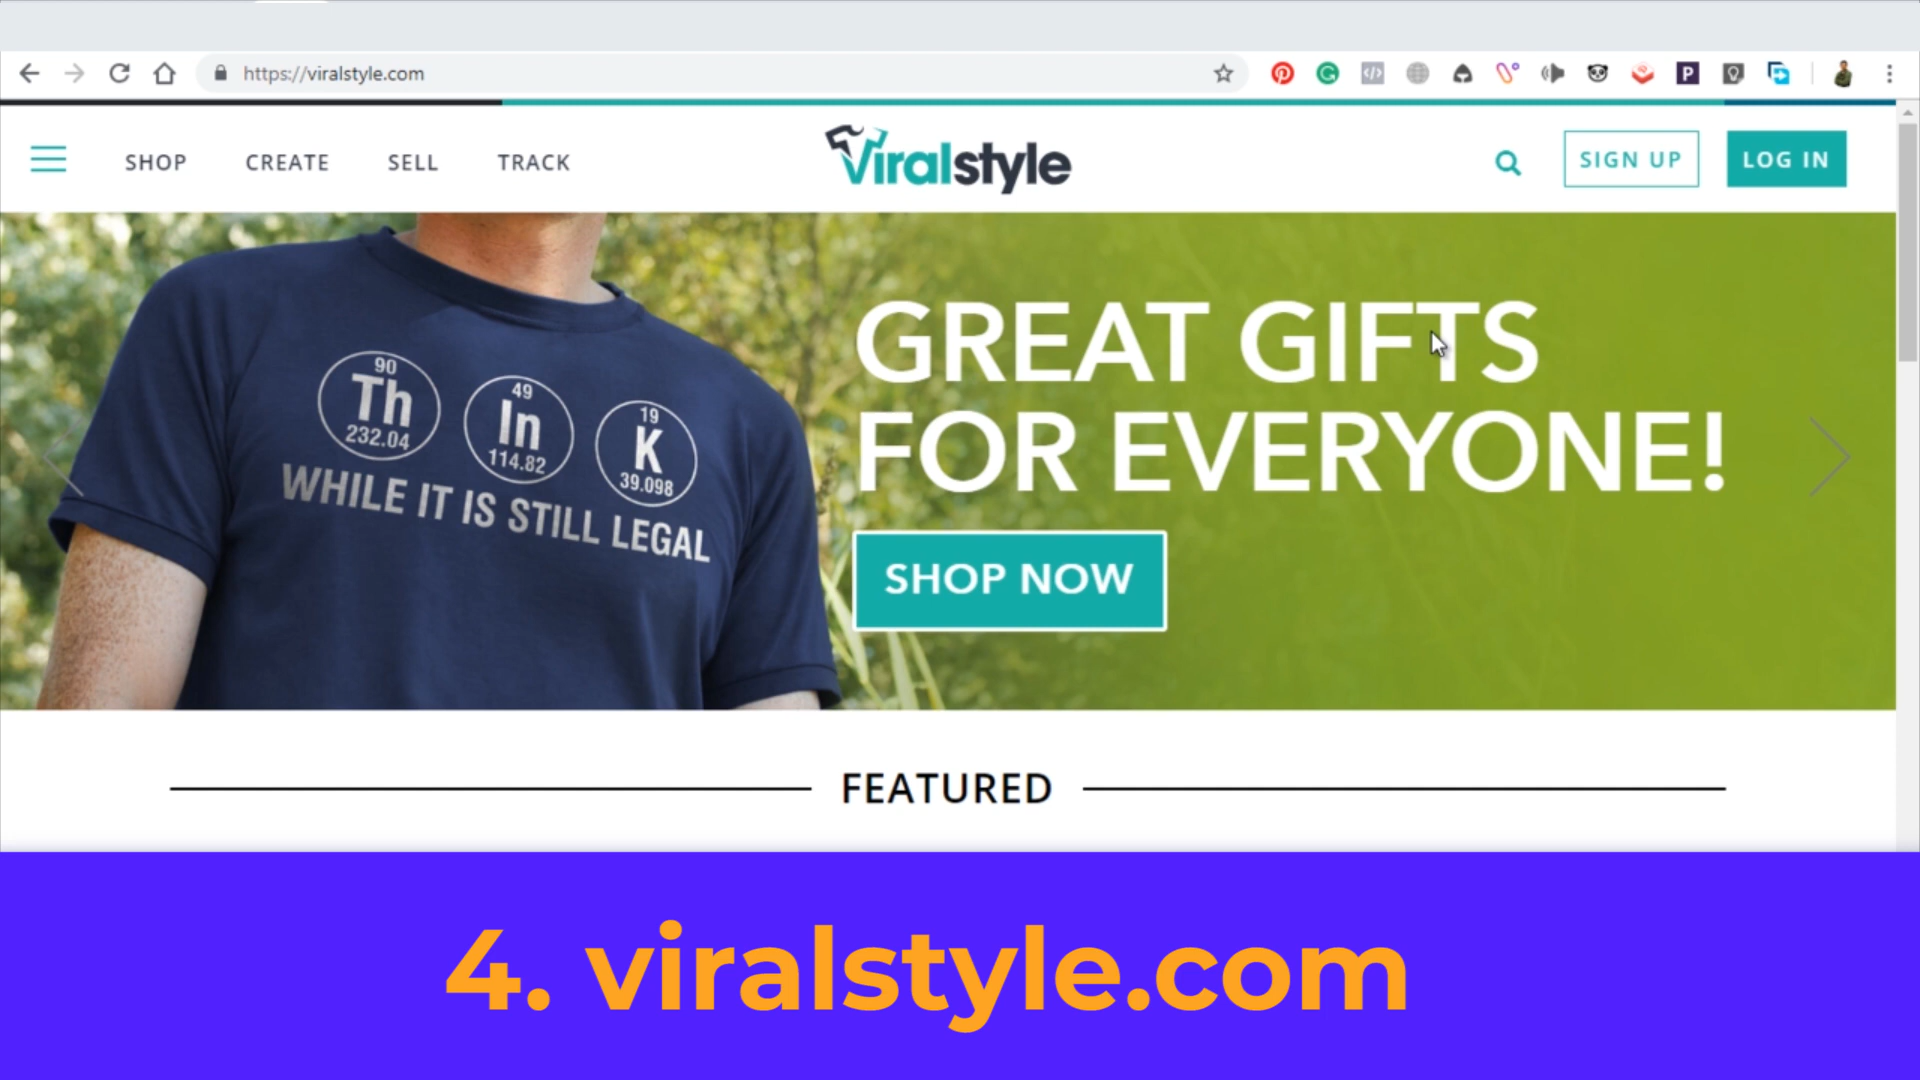 https://viralstyle.com
SHOP CREATE SELL TRACK
Viralstyle
SIGN UP
LOG IN
90
Th
232.04
49
In
114.82
19
K
39.098
WHILE IT IS STILL LEGAL
GREAT GIFTS
FOR EVERYONE!
SHOP NOW
FEATURED
4. viralstyle.com